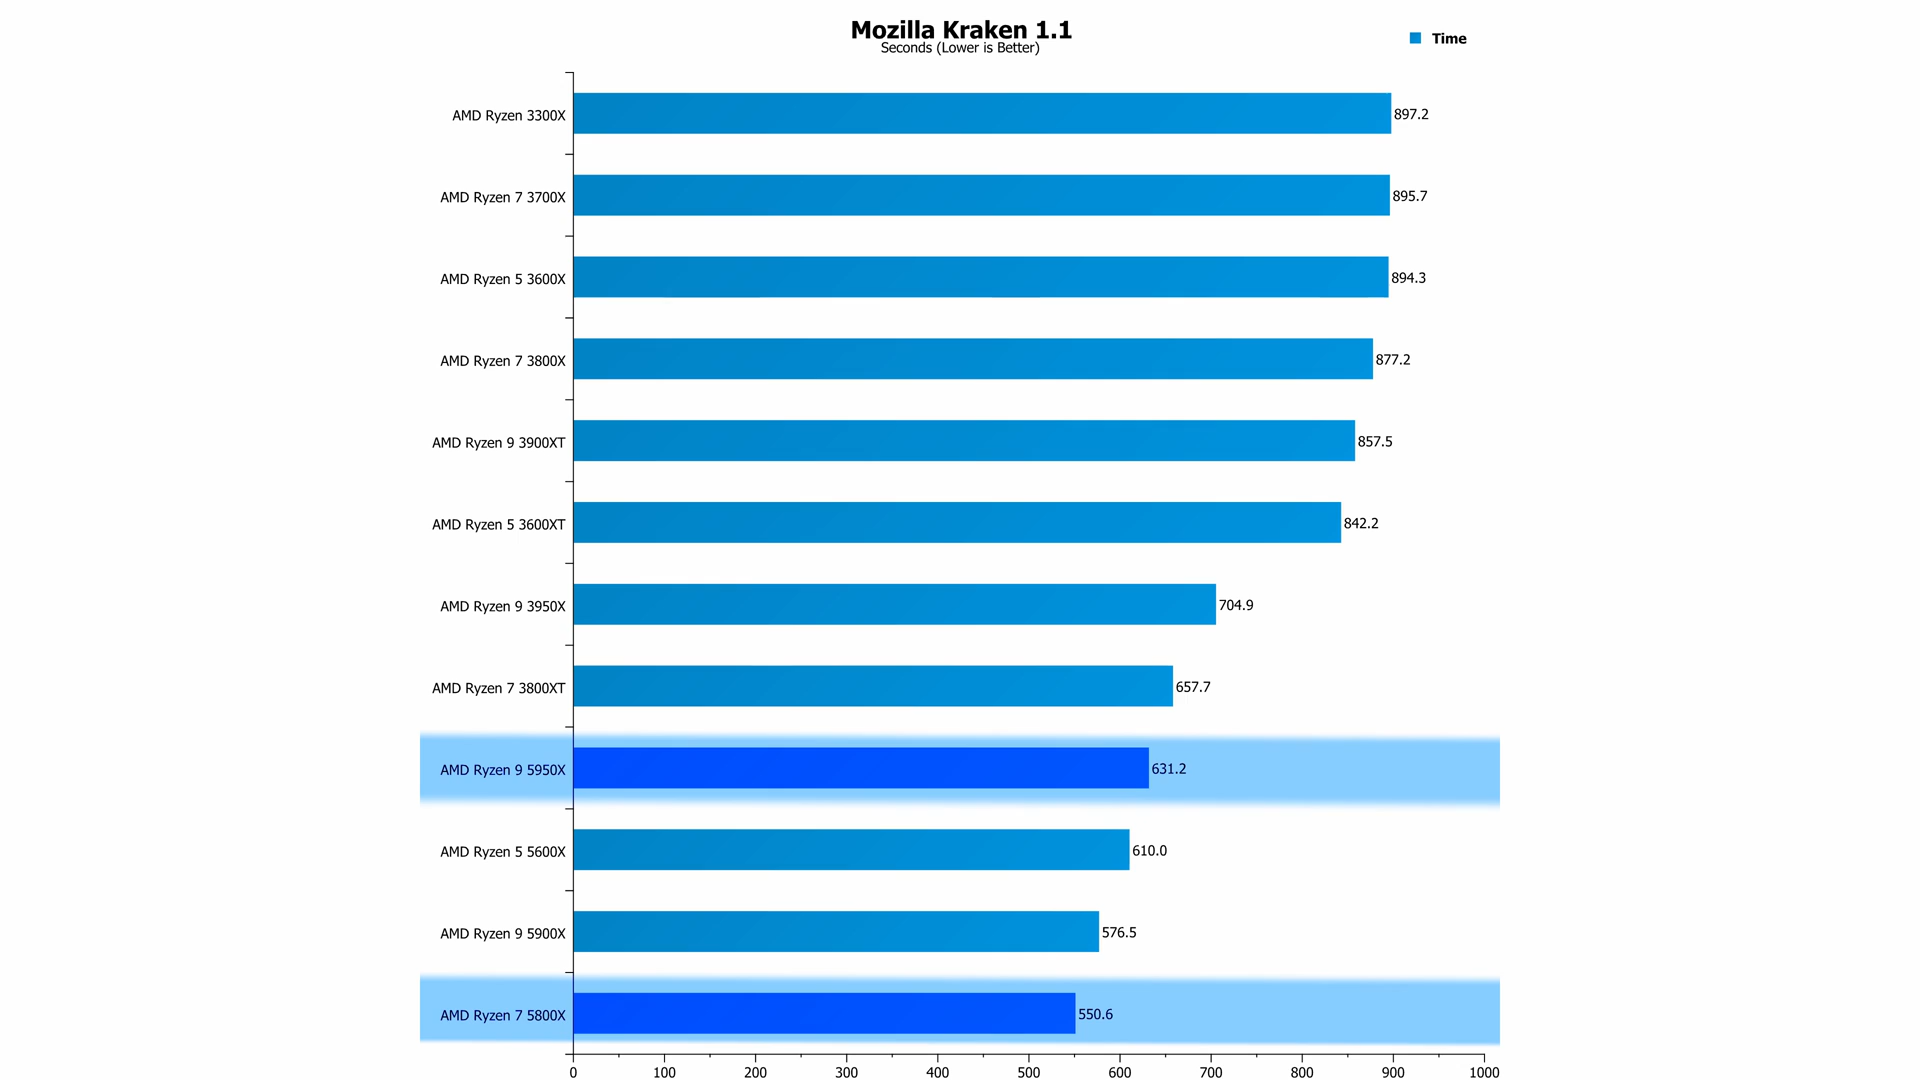 Mozilla Kraken 1.1
Seconds (Lower is Better)
Time
AMD Ryzen 3300X 897.2
AMD Ryzen 7 3700X 895.7
AMD Ryzen 5 3600X 894.3
AMD Ryzen 7 3800X 877.2
AMD Ryzen 9 3900XT 857.5
AMD Ryzen 5 3600XT 842.2
AMD Ryzen 9 3950X 704.9
AMD Ryzen 7 3800XT 657.7
AMD Ryzen 9 5950X 631.2
AMD Ryzen 5 5600X 610.0
AMD Ryzen 9 5900X 576.5
AMD Ryzen 7 5800X 550.6
0 100 200 300 400 500 600 700 800 900 1000